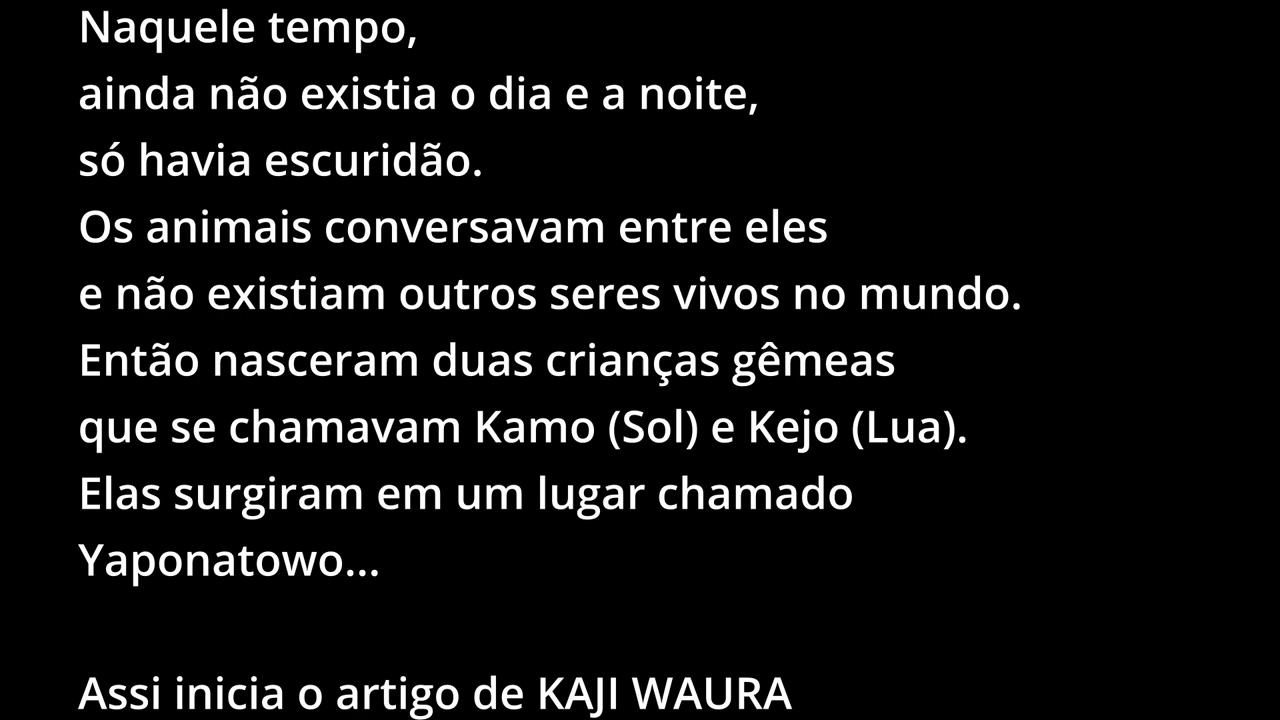 Naquele tempo,
ainda não existia o dia e a noite,
só havia escuridão.
Os animais conversavam entre eles
e não existiam outros seres vivos no mundo.
Então nasceram duas crianças gêmeas
que se chamavam Kamo (Sol) e Kejo (Lua).
Elas surgiram em um lugar chamado
Yaponatowo...
Assi inicia o artigo de KAJI WAURA